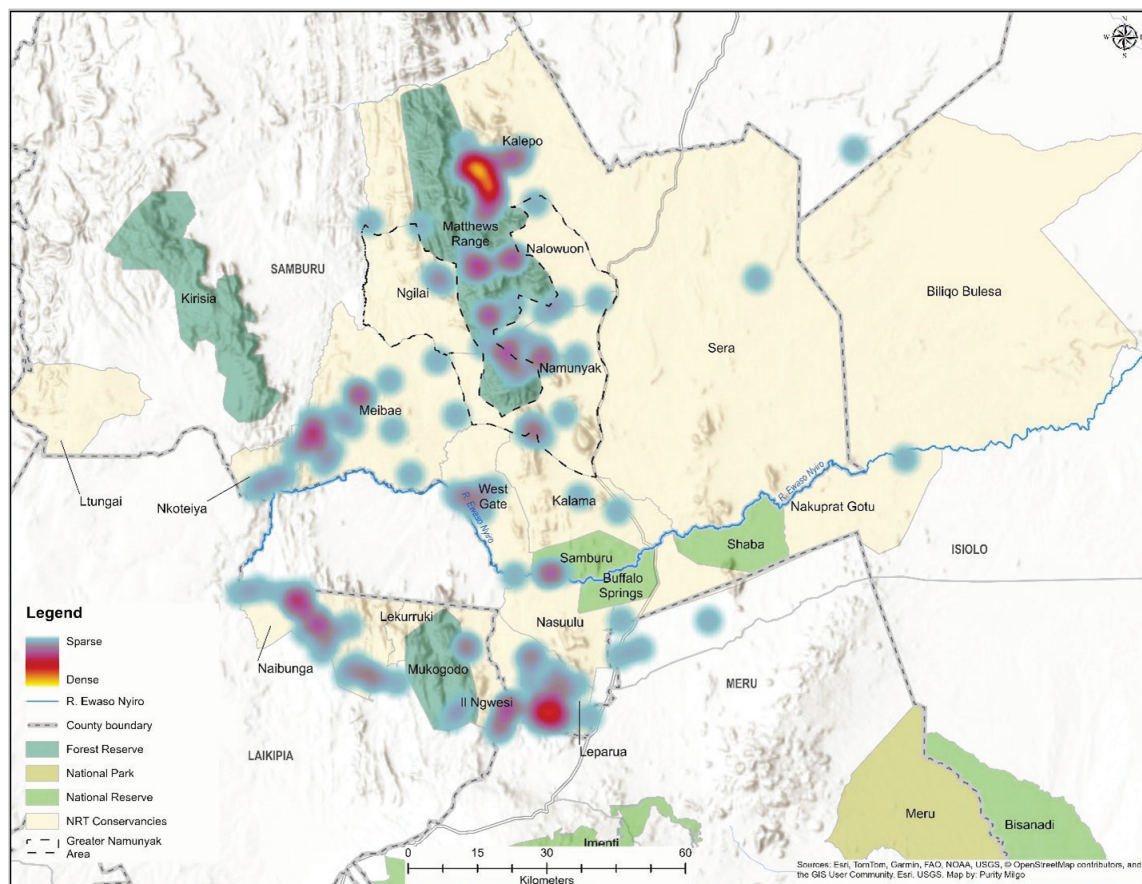 N
Kalepo
Matthews
Range
Nalowuon
SAMBURU
Ngilai
Kirisia
Biliqo Bulesa
Sera
Namunyak
Meibae
Ltungai
Nkoteiya
West
Gate
Kalama
R. Ewaso Nyiro
R. Ewaso Nyiro
Nakuprat Gotu
Shaba
ISIOLO
Samburu
Buffalo
Springs
Lekurruki
Nasuulu
Naibunga
Mukogodo
MERU
Il Ngwesi
Leparua
LAIKIPIA
Meru
Bisanadi
Imenti
Legend
Sparse
Dense
R. Ewaso Nyiro
County boundary
Forest Reserve
National Park
National Reserve
NRT Conservancies
Greater Namunyak
Area
0 15 30 60
Kilometers
Sources: Esri, TomTom, Garmin, FAO, NOAA, USGS, © OpenStreetMap contributors, and
the GIS User Community, Esri, USGS. Map by: Purity Milgo